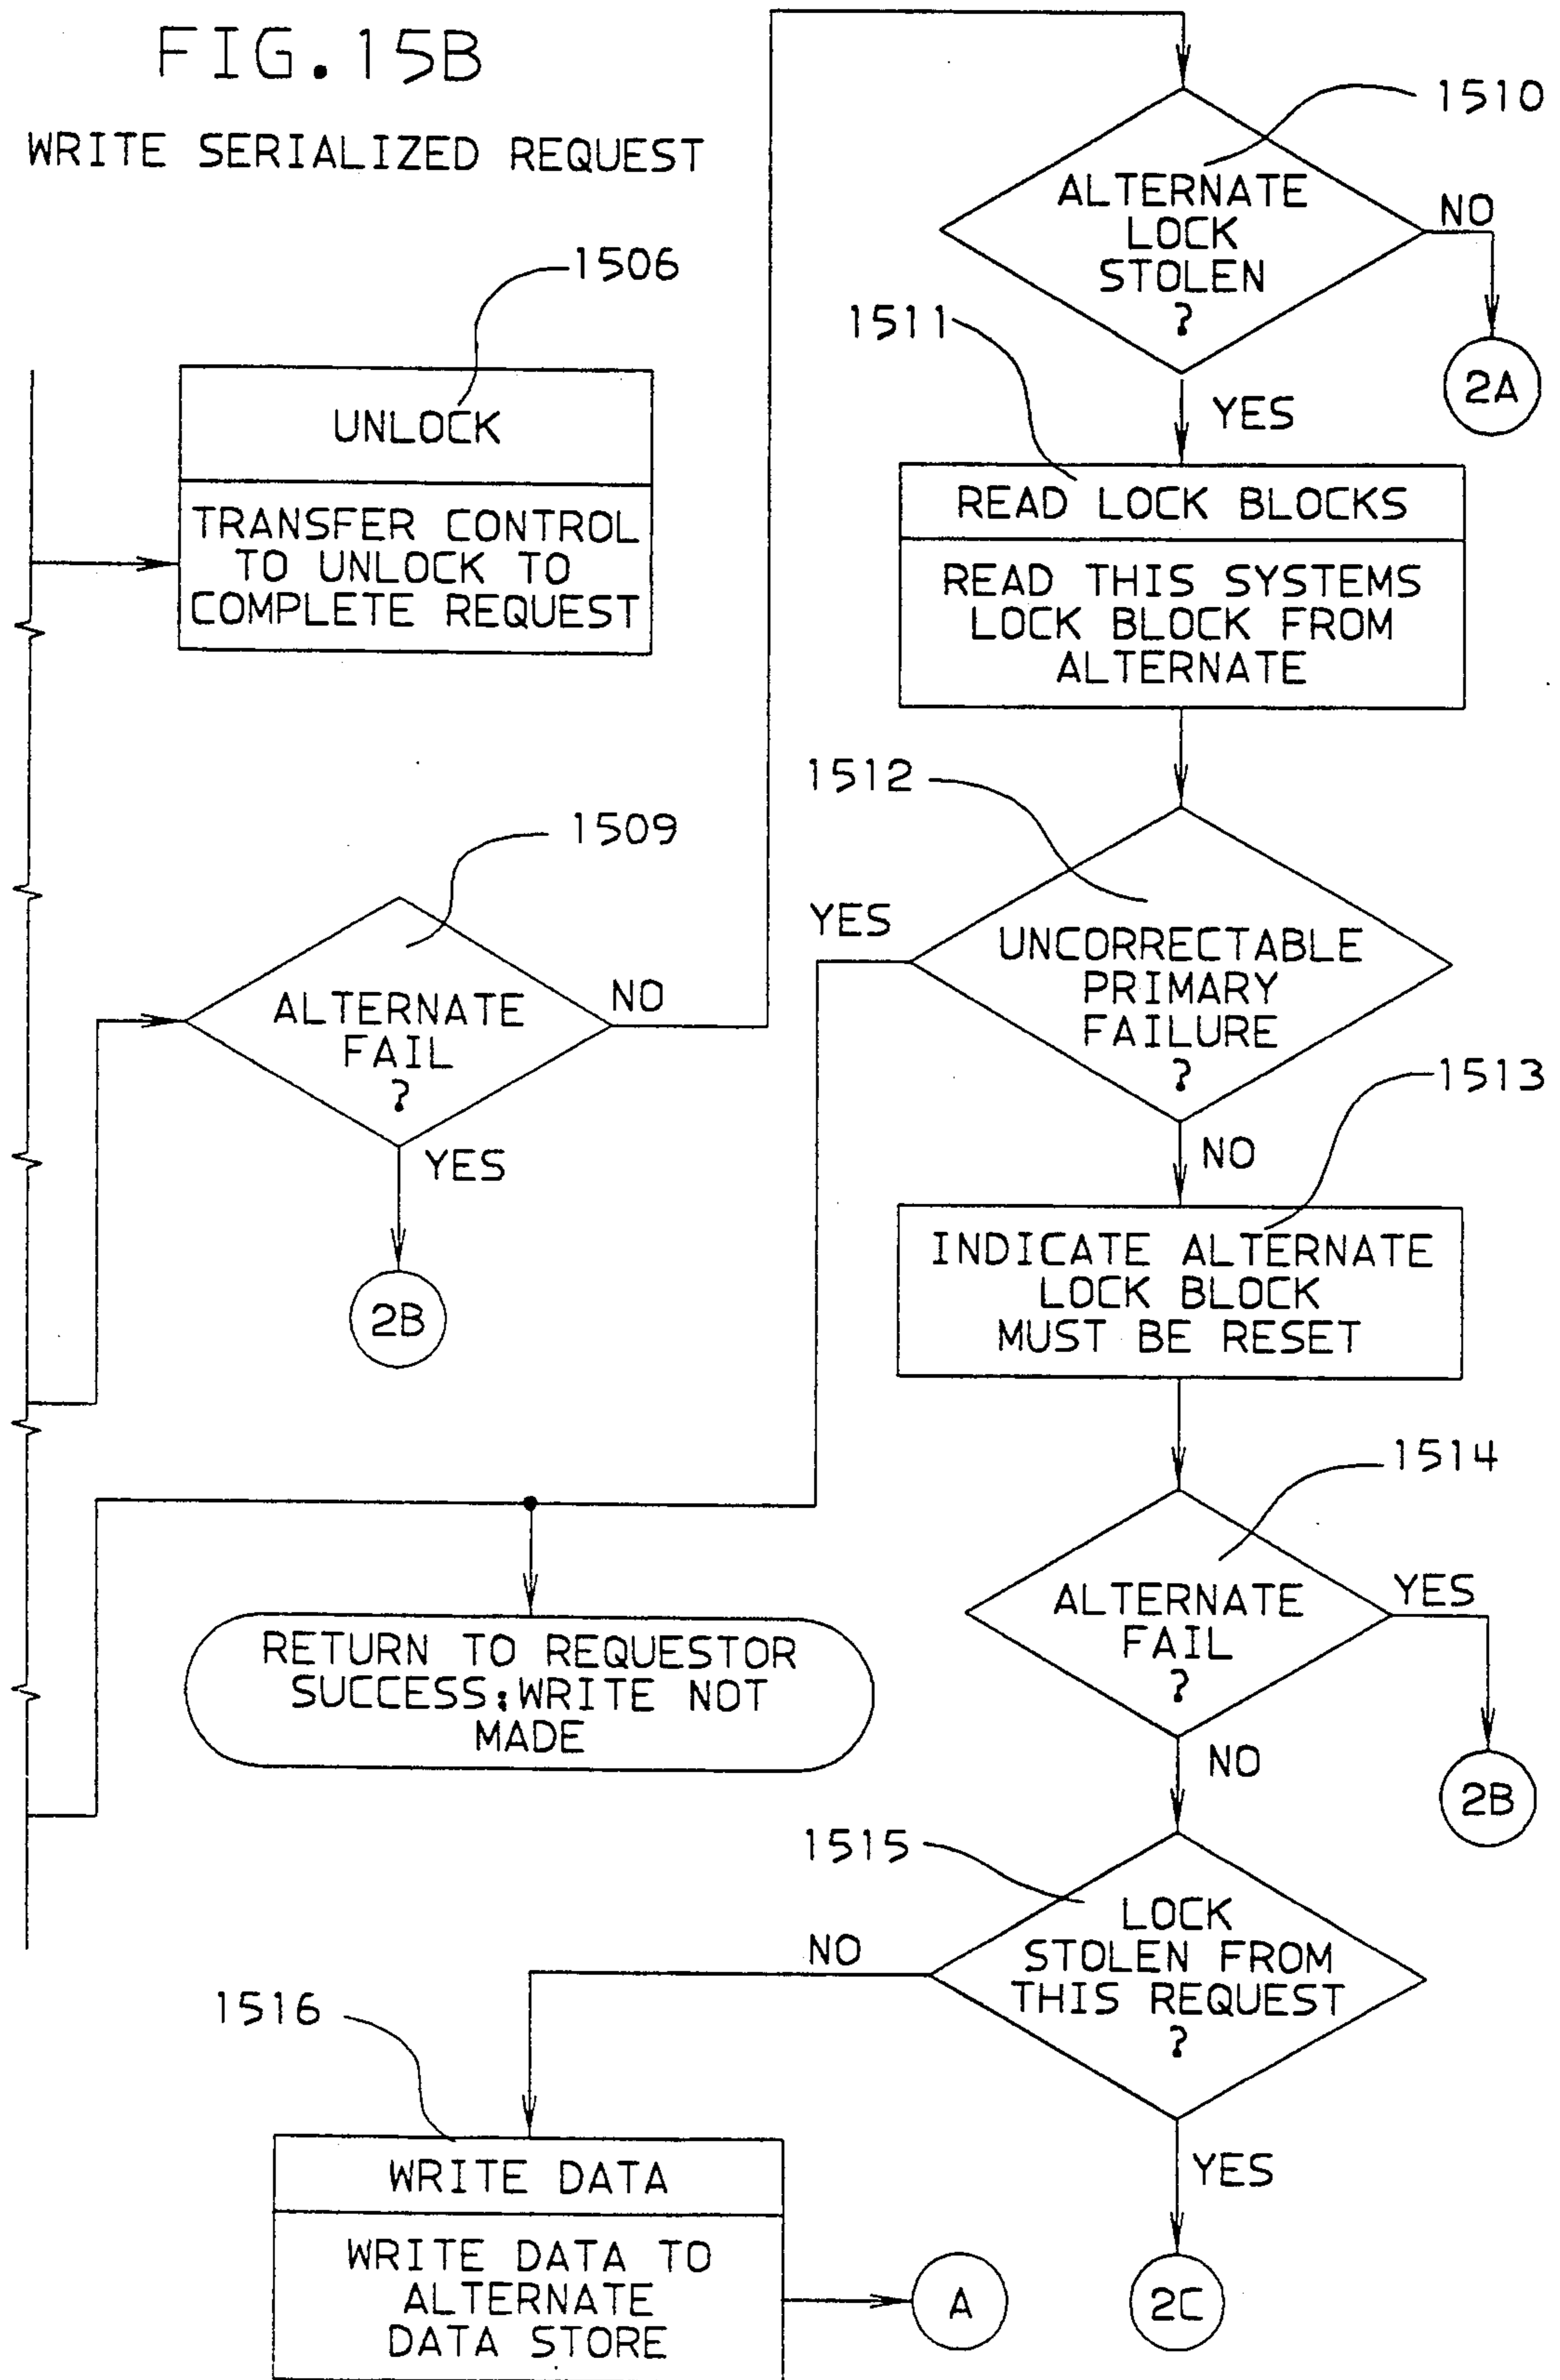 FIG.15B
WRITE SERIALIZED REQUEST
1506
UNLOCK
TRANSFER CONTROL
TO UNLOCK TO
COMPLETE REQUEST
1509
ALTERNATE
FAIL
?
NO
YES
2B
1510
ALTERNATE
LOCK
STOLEN
?
NO
2A
YES
1511
READ LOCK BLOCKS
READ THIS SYSTEMS
LOCK BLOCK FROM
ALTERNATE
1512
YES
UNCORRECTABLE
PRIMARY
FAILURE
?
NO
1513
INDICATE ALTERNATE
LOCK BLOCK
MUST BE RESET
RETURN TO REQUESTOR
SUCCESS:WRITE NOT
MADE
1514
ALTERNATE
FAIL
?
YES
2B
NO
1515
LOCK
STOLEN FROM
THIS REQUEST
?
NO
YES
2C
1516
WRITE DATA
WRITE DATA TO
ALTERNATE
DATA STORE
A